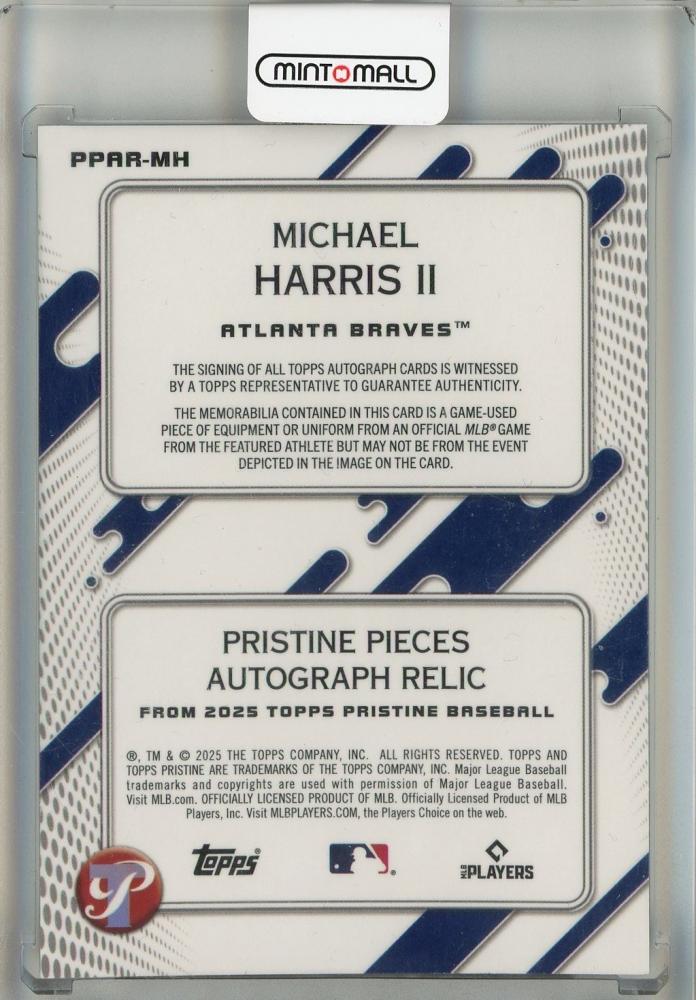 MINT MALL
PPAR-MH
MICHAEL
HARRIS II
ATLANTA BRAVES™
THE SIGNING OF ALL TOPPS AUTOGRAPH CARDS IS WITNESSED
BY A TOPPS REPRESENTATIVE TO GUARANTEE AUTHENTICITY.
THE MEMORABILIA CONTAINED IN THIS CARD IS A GAME-USED
PIECE OF EQUIPMENT OR UNIFORM FROM AN OFFICIAL MLB® GAME
FROM THE FEATURED ATHLETE BUT MAY NOT BE FROM THE EVENT
DEPICTED IN THE IMAGE ON THE CARD.
PRISTINE PIECES
AUTOGRAPH RELIC
FROM 2025 TOPPS PRISTINE BASEBALL
®, TM & © 2025 THE TOPPS COMPANY, INC. ALL RIGHTS RESERVED. TOPPS AND
TOPPS PRISTINE ARE TRADEMARKS OF THE TOPPS COMPANY, INC. Major League Baseball
trademarks and copyrights are used with permission of Major League Baseball.
Visit MLB.com. OFFICIALLY LICENSED PRODUCT OF MLB. Officially Licensed Product of MLB
Players, Inc. Visit MLBPLAYERS.COM, the Players Choice on the web.
TP
topps®
®
MLB PLAYERS